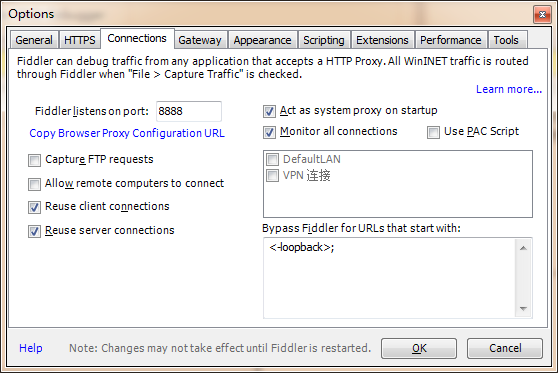 Options
General HTTPS Connections Gateway Appearance Scripting Extensions Performance Tools
Fiddler can debug traffic from any application that accepts a HTTP Proxy. All WinINET traffic is routed
through Fiddler when "File > Capture Traffic" is checked.
Learn more...
Fiddler listens on port: 8888
Copy Browser Proxy Configuration URL
Capture FTP requests
Allow remote computers to connect
Reuse client connections
Reuse server connections
Act as system proxy on startup
Monitor all connections
Use PAC Script
DefaultLAN
VPN 连接
Bypass Fiddler for URLs that start with:
<-loopback>;
Help
Note: Changes may not take effect until Fiddler is restarted.
OK
Cancel